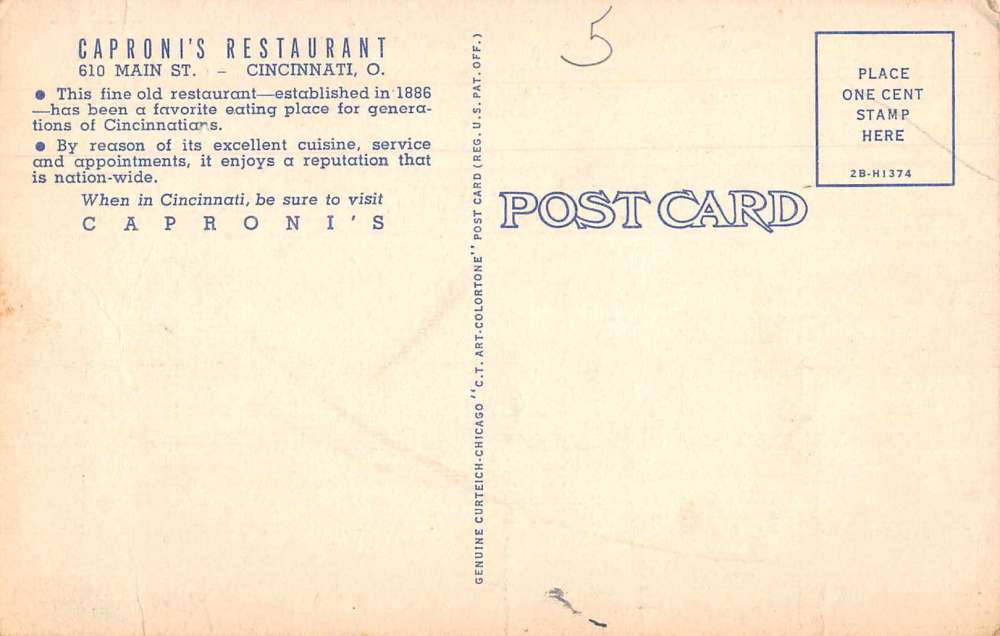 CAPRONI'S RESTAURANT
610 MAIN ST. – CINCINNATI, O.
● This fine old restaurant—established in 1886
—has been a favorite eating place for genera-
tions of Cincinnatians.
● By reason of its excellent cuisine, service
and appointments, it enjoys a reputation that
is nation-wide.
When in Cincinnati, be sure to visit
CAPRONI'S
GENUINE CURTEICH-CHICAGO "C.T. ART-COLORTONE" POST CARD (REG. U.S. PAT. OFF.)
5
POST CARD
PLACE
ONE CENT
STAMP
HERE
2B-H1374